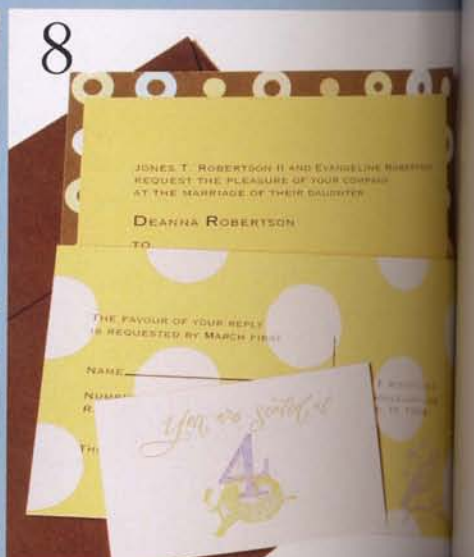 8
JONES T. ROBERTSON II AND EVANGELINE ROBERTSON
REQUEST THE PLEASURE OF YOUR COMPANY
AT THE MARRIAGE OF THEIR DAUGHTER
DEANNA ROBERTSON
TO
THE FAVOUR OF YOUR REPLY
IS REQUESTED BY MARCH FIRST
NAME
You are seated at
4